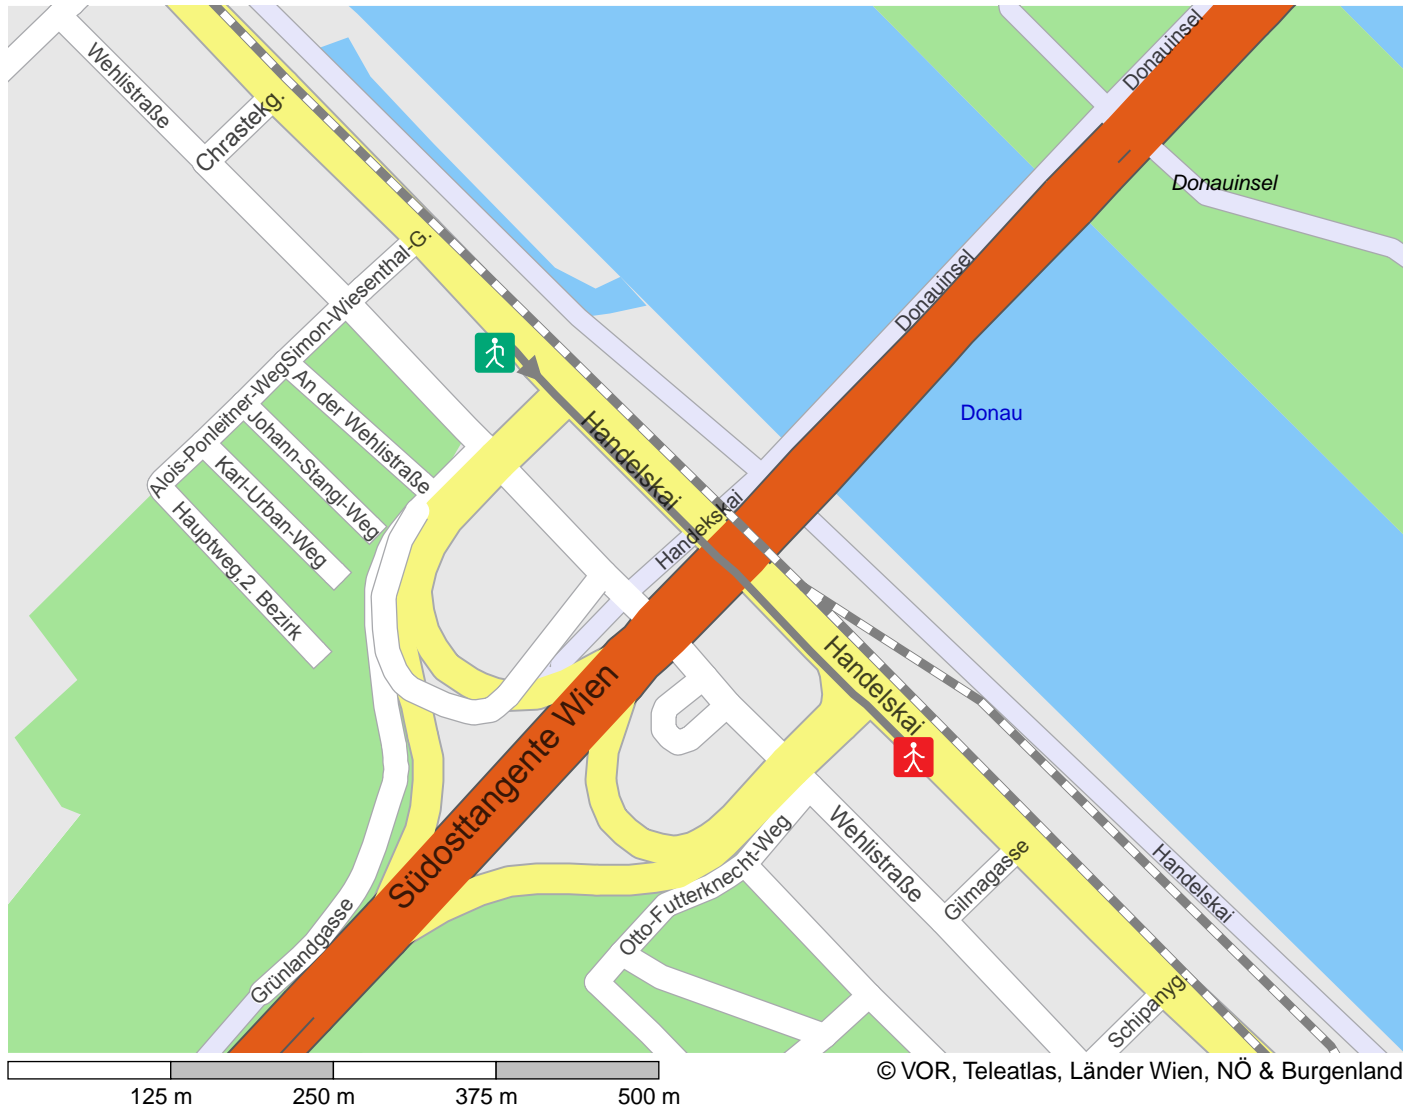 Donauinsel
Wehlistraße
Chrastekg.
Donauinsel
Simon-Wiesenthal-G.
Donauinsel
Alois-Ponleitner-Weg
An der Wehlistraße
Johann-Stangl-Weg
Karl-Urban-Weg
Hauptweg,2. Bezirk
Handelskai
Donau
Handekskai
Handelskai
Südosttangente Wien
Otto-Futterknecht-Weg
Wehlistraße
Gilmagasse
Handelskai
Grünlandgasse
Schipanyg.
125 m 250 m 375 m 500 m
© VOR, Teleatlas, Länder Wien, NÖ & Burgenland